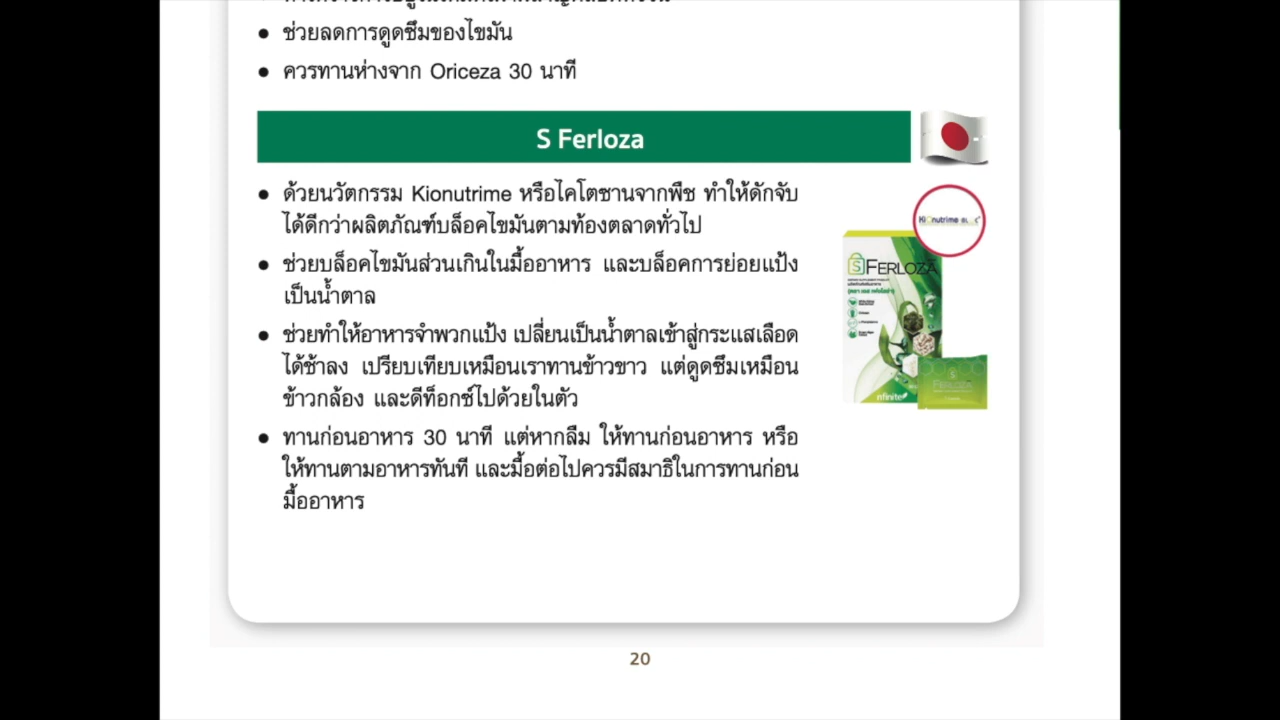 ● ช่วยลดการดูดซึมของไขมัน
● ควรทานห่างจาก Oriceza 30 นาที
S Ferloza
● ด้วยนวัตกรรม Kionutrime หรือไคโตซานจากพืช ทำให้ดักจับ
ได้ดีกว่าผลิตภัณฑ์บล็อคไขมันตามท้องตลาดทั่วไป
Kionutrime
● ช่วยบล็อคไขมันส่วนเกินในมื้ออาหาร และบล็อคการย่อยแป้ง
เป็นน้ำตาล
S FERLOZA
● ช่วยทำให้อาหารจำพวกแป้ง เปลี่ยนเป็นน้ำตาลเข้าสู่กระแสเลือด
ได้ช้าลง เปรียบเทียบเหมือนเราทานข้าวขาว แต่ดูดซึมเหมือน
ข้าวกล้อง และดีท็อกซ์ไปด้วยในตัว
nfinite
● ทานก่อนอาหาร 30 นาที แต่หากลืม ให้ทานก่อนอาหาร หรือ
ให้ทานตามอาหารทันที และมื้อต่อไปควรมีสมาธิในการทานก่อน
มื้ออาหาร
20